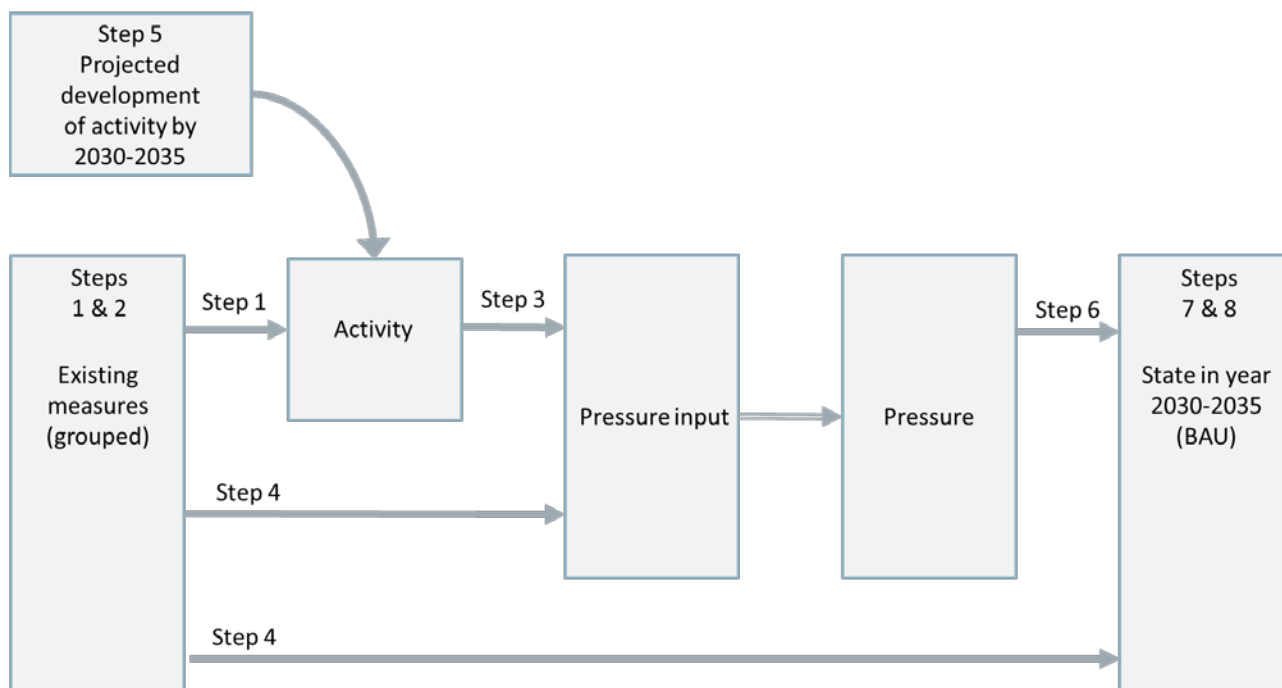 Step 5
Projected
development
of activity by
2030-2035
Steps
1 & 2
Existing
measures
(grouped)
Step 1
Activity
Step 3
Pressure input
Pressure
Step 6
Steps
7 & 8
State in year
2030-2035
(BAU)
Step 4
Step 4